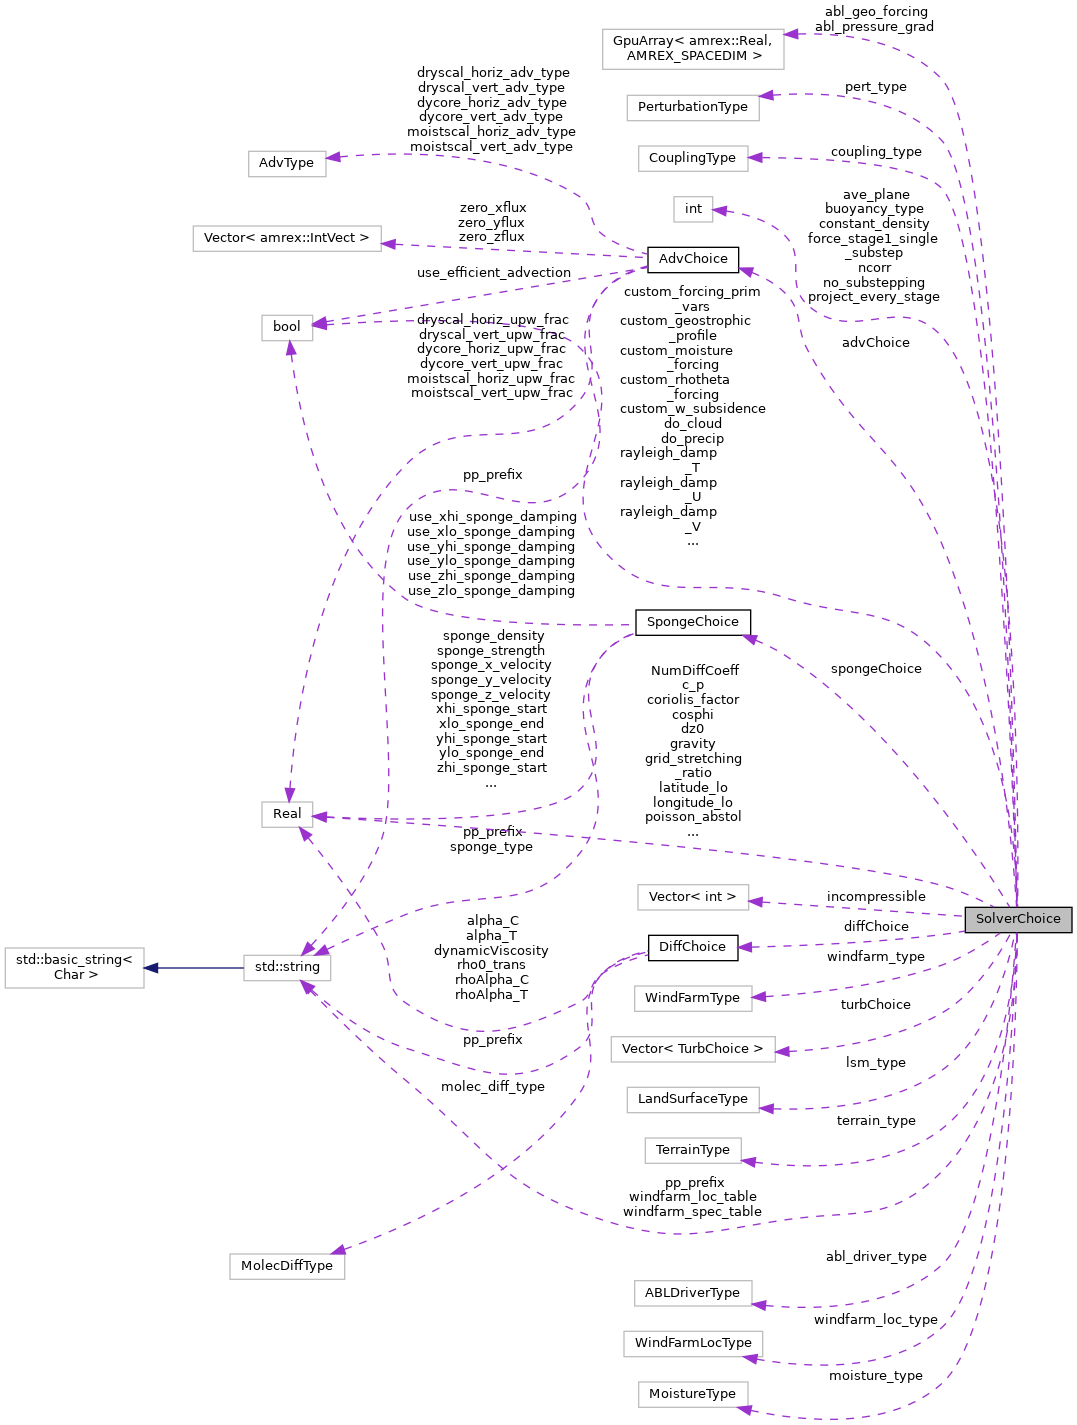 abl_geo_forcing
abl_pressure_grad
GpuArray< amrex::Real,
AMREX_SPACEDIM >
dryscal_horiz_adv_type
dryscal_vert_adv_type
dycore_horiz_adv_type
dycore_vert_adv_type
moistscal_horiz_adv_type
moistscal_vert_adv_type
pert_type
PerturbationType
coupling_type
CouplingType
AdvType
int
ave_plane
buoyancy_type
constant_density
force_stage1_single
_substep
ncorr
no_substepping
project_every_stage
zero_xflux
zero_yflux
zero_zflux
Vector< amrex::IntVect >
AdvChoice
use_efficient_advection
bool
dryscal_horiz_upw_frac
dryscal_vert_upw_frac
dycore_horiz_upw_frac
dycore_vert_upw_frac
moistscal_horiz_upw_frac
moistscal_vert_upw_frac
custom_forcing_prim
_vars
custom_geostrophic
_profile
custom_moisture
_forcing
custom_rhotheta
_forcing
custom_w_subsidence
do_cloud
do_precip
rayleigh_damp
_T
rayleigh_damp
_U
rayleigh_damp
_V
...
advChoice
pp_prefix
use_xhi_sponge_damping
use_xlo_sponge_damping
use_yhi_sponge_damping
use_ylo_sponge_damping
use_zhi_sponge_damping
use_zlo_sponge_damping
SpongeChoice
spongeChoice
sponge_density
sponge_strength
sponge_x_velocity
sponge_y_velocity
sponge_z_velocity
xhi_sponge_start
xlo_sponge_end
yhi_sponge_start
ylo_sponge_end
zhi_sponge_start
...
NumDiffCoeff
c_p
coriolis_factor
cosphi
dz0
gravity
grid_stretching
_ratio
latitude_lo
longitude_lo
poisson_abstol
...
Real
pp_prefix
sponge_type
Vector< int >
incompressible
SolverChoice
diffChoice
DiffChoice
alpha_C
alpha_T
dynamicViscosity
rho0_trans
rhoAlpha_C
rhoAlpha_T
std::basic_string<
Char >
std::string
windfarm_type
WindFarmType
turbChoice
pp_prefix
Vector< TurbChoice >
lsm_type
molec_diff_type
LandSurfaceType
terrain_type
TerrainType
pp_prefix
windfarm_loc_table
windfarm_spec_table
MolecDiffType
abl_driver_type
ABLDriverType
windfarm_loc_type
WindFarmLocType
moisture_type
MoistureType